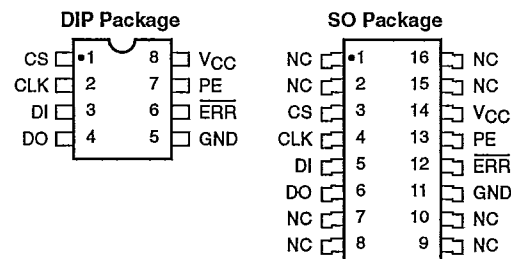 DIP Package
CS 1 8 VCC
CLK 2 7 PE
DI 3 6 ERR
DO 4 5 GND
SO Package
NC 1 16 NC
NC 2 15 NC
CS 3 14 VCC
CLK 4 13 PE
DI 5 12 ERR
DO 6 11 GND
NC 7 10 NC
NC 8 9 NC